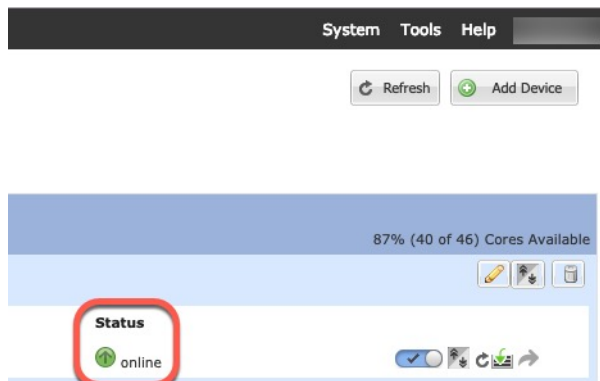 System Tools Help
Refresh Add Device
87% (40 of 46) Cores Available
Status
online